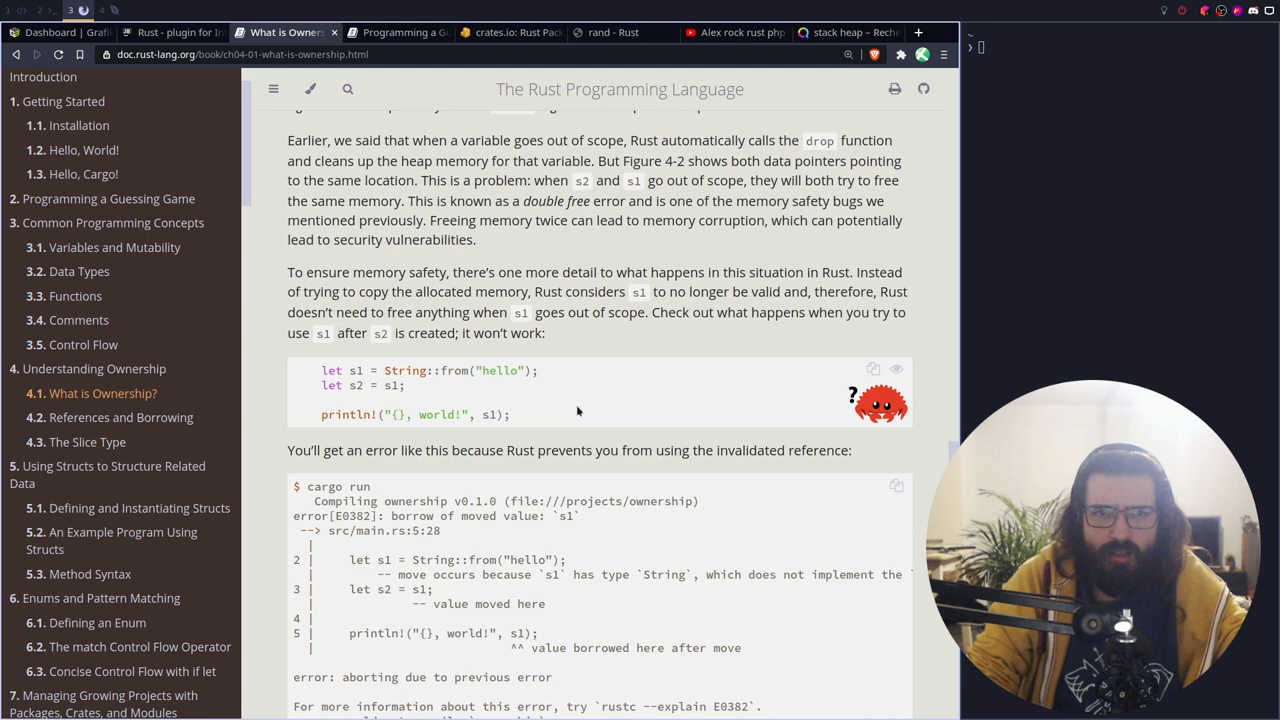 1 </>
2 >_
3
4
Dashboard | Grafi
Rust - plugin for In
What is Owners
Programming a Gu
crates.io: Rust Pack
rand - Rust
Alex rock rust php
stack heap – Reche
doc.rust-lang.org/book/ch04-01-what-is-ownership.html
Introduction
1. Getting Started
1.1. Installation
1.2. Hello, World!
1.3. Hello, Cargo!
2. Programming a Guessing Game
3. Common Programming Concepts
3.1. Variables and Mutability
3.2. Data Types
3.3. Functions
3.4. Comments
3.5. Control Flow
4. Understanding Ownership
4.1. What is Ownership?
4.2. References and Borrowing
4.3. The Slice Type
5. Using Structs to Structure Related
Data
5.1. Defining and Instantiating Structs
5.2. An Example Program Using
Structs
5.3. Method Syntax
6. Enums and Pattern Matching
6.1. Defining an Enum
6.2. The match Control Flow Operator
6.3. Concise Control Flow with if let
7. Managing Growing Projects with
Packages, Crates, and Modules
The Rust Programming Language
Earlier, we said that when a variable goes out of scope, Rust automatically calls the drop function
and cleans up the heap memory for that variable. But Figure 4-2 shows both data pointers pointing
to the same location. This is a problem: when s2 and s1 go out of scope, they will both try to free
the same memory. This is known as a double free error and is one of the memory safety bugs we
mentioned previously. Freeing memory twice can lead to memory corruption, which can potentially
lead to security vulnerabilities.
To ensure memory safety, there’s one more detail to what happens in this situation in Rust. Instead
of trying to copy the allocated memory, Rust considers s1 to no longer be valid and, therefore, Rust
doesn’t need to free anything when s1 goes out of scope. Check out what happens when you try to
use s1 after s2 is created; it won’t work:
let s1 = String::from("hello");
let s2 = s1;
println!("{}, world!", s1);
?
You’ll get an error like this because Rust prevents you from using the invalidated reference:
$ cargo run
Compiling ownership v0.1.0 (file:///projects/ownership)
error[E0382]: borrow of moved value: `s1`
--> src/main.rs:5:28
|
2 | let s1 = String::from("hello");
| -- move occurs because `s1` has type `String`, which does not implement the `
3 | let s2 = s1;
| -- value moved here
4 |
5 | println!("{}, world!", s1);
| ^^ value borrowed here after move
error: aborting due to previous error
For more information about this error, try `rustc --explain E0382`.
~
❯